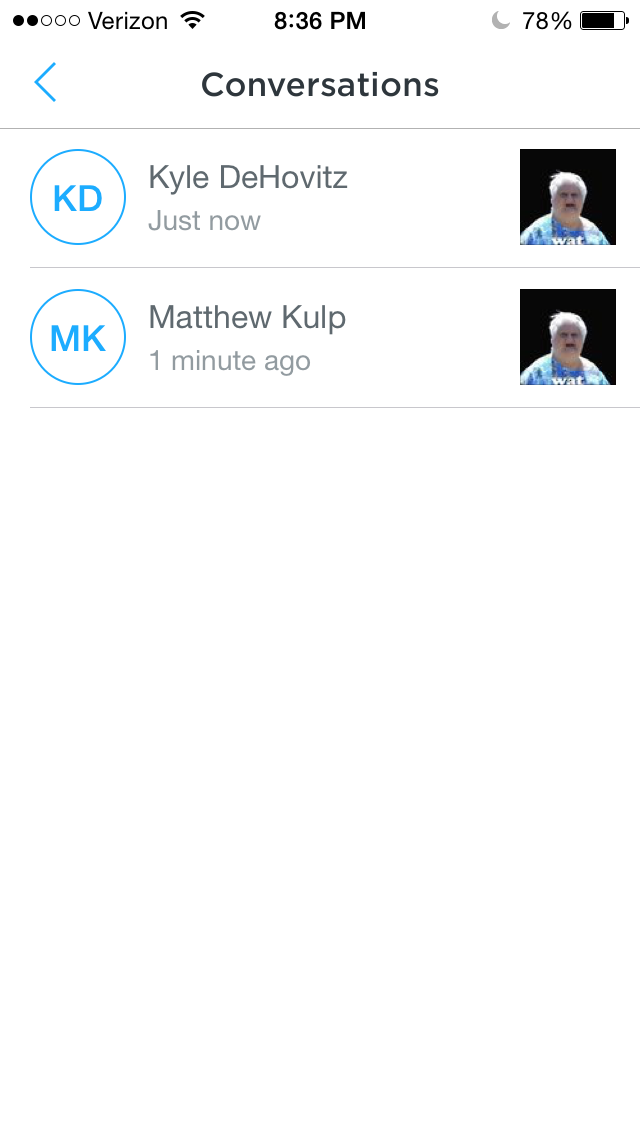 Verizon 8:36 PM 78%
Conversations
KD
Kyle DeHovitz
Just now
wat
MK
Matthew Kulp
1 minute ago
wat